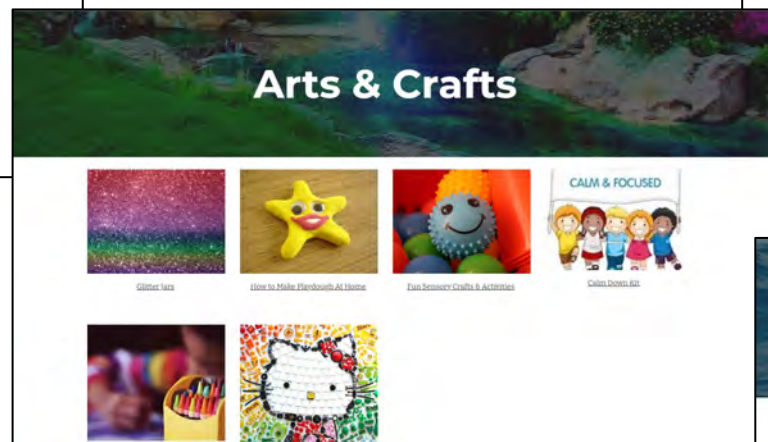 Arts & Crafts
CALM & FOCUSED
Glitter Jars
How to Make Playdough At Home
Fun Sensory Crafts & Activities
Calm Down Kit